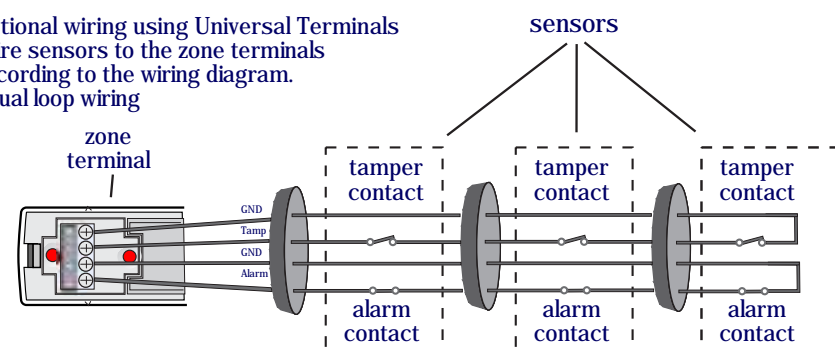 tional wiring using Universal Terminals
re sensors to the zone terminals
cording to the wiring diagram.
ual loop wiring
sensors
zone
terminal
tamper
contact
tamper
contact
tamper
contact
GND
Tamp
GND
Alarm
alarm
contact
alarm
contact
alarm
contact